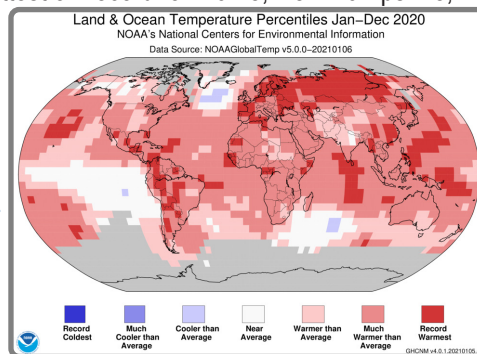 Land & Ocean Temperature Percentiles Jan–Dec 2020
NOAA's National Centers for Environmental Information
Data Source: NOAAGlobalTemp v5.0.0–20210106
Record
Coldest
Much
Cooler than
Average
Cooler than
Average
Near
Average
Warmer than
Average
Much
Warmer than
Average
Record
Warmest
GHCNM v4.0.1.20210105.